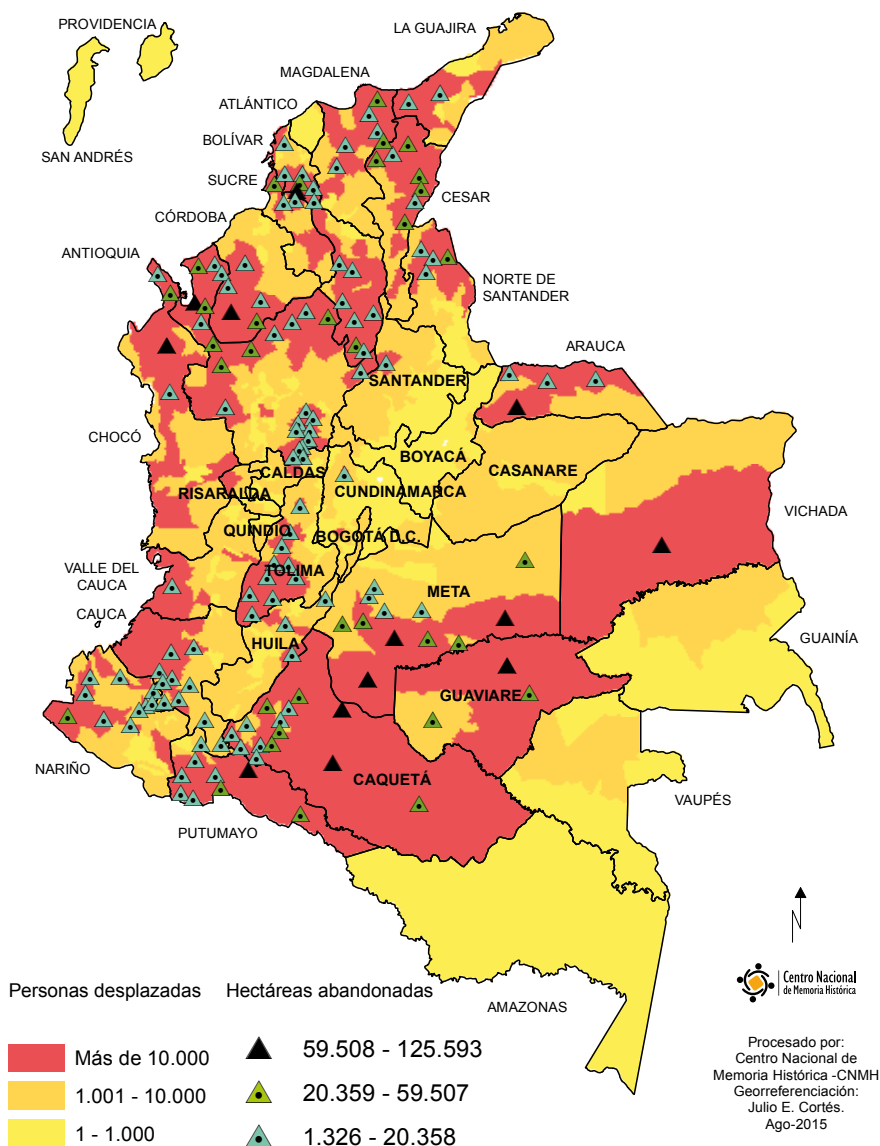 PROVIDENCIA
LA GUAJIRA
MAGDALENA
ATLÁNTICO
BOLÍVAR
SAN ANDRÉS
SUCRE
CESAR
CÓRDOBA
ANTIOQUIA
NORTE DE
SANTANDER
ARAUCA
SANTANDER
CHOCÓ
BOYACÁ
CASANARE
CALDAS
CUNDINAMARCA
RISARALDA
VICHADA
QUINDIO
BOGOTÁ D.C.
VALLE DEL
CAUCA
TOLIMA
META
CAUCA
HUILA
GUAINÍA
GUAVIARE
NARIÑO
CAQUETÁ
VAUPÉS
PUTUMAYO
N
AMAZONAS
Centro Nacional
de Memoria Histórica
Personas desplazadas
Más de 10.000
1.001 - 10.000
1 - 1.000
Hectáreas abandonadas
59.508 - 125.593
20.359 - 59.507
1.326 - 20.358
Procesado por:
Centro Nacional de
Memoria Histórica -CNMH
Georreferenciación:
Julio E. Cortés.
Ago-2015